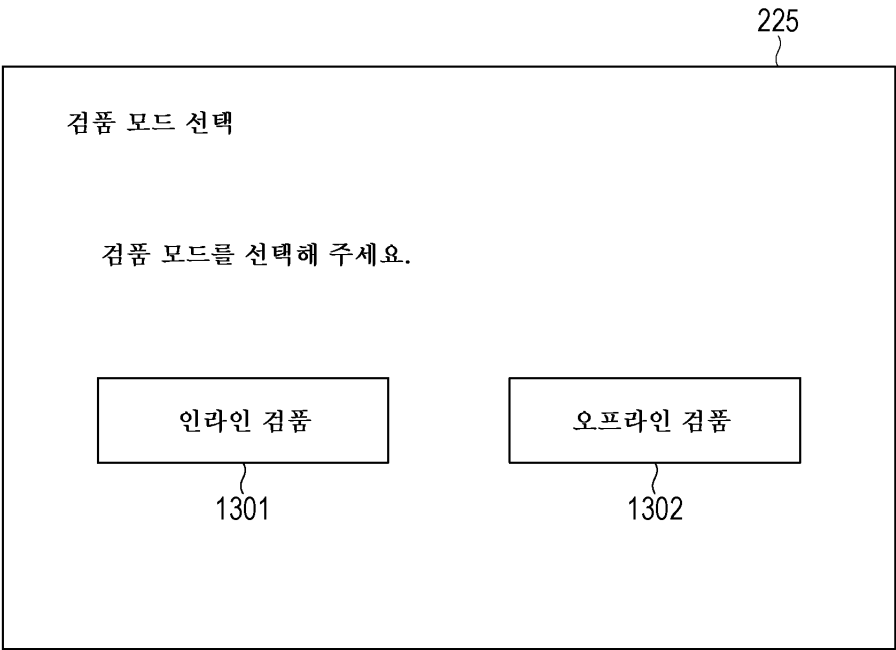 225
검품 모드 선택
검품 모드를 선택해 주세요.
인라인 검품
오프라인 검품
1301
1302